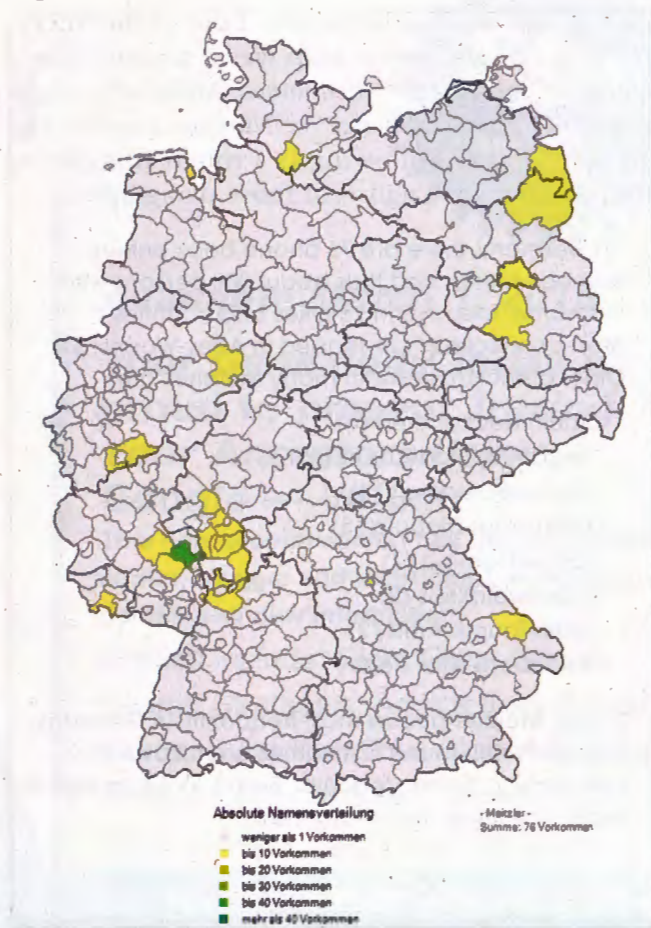 Absolute Namensverteilung
weniger als 1 Vorkommen
bis 10 Vorkommen
bis 20 Vorkommen
bis 30 Vorkommen
bis 40 Vorkommen
mehr als 40 Vorkommen
- Meitzler -
Summe: 76 Vorkommen